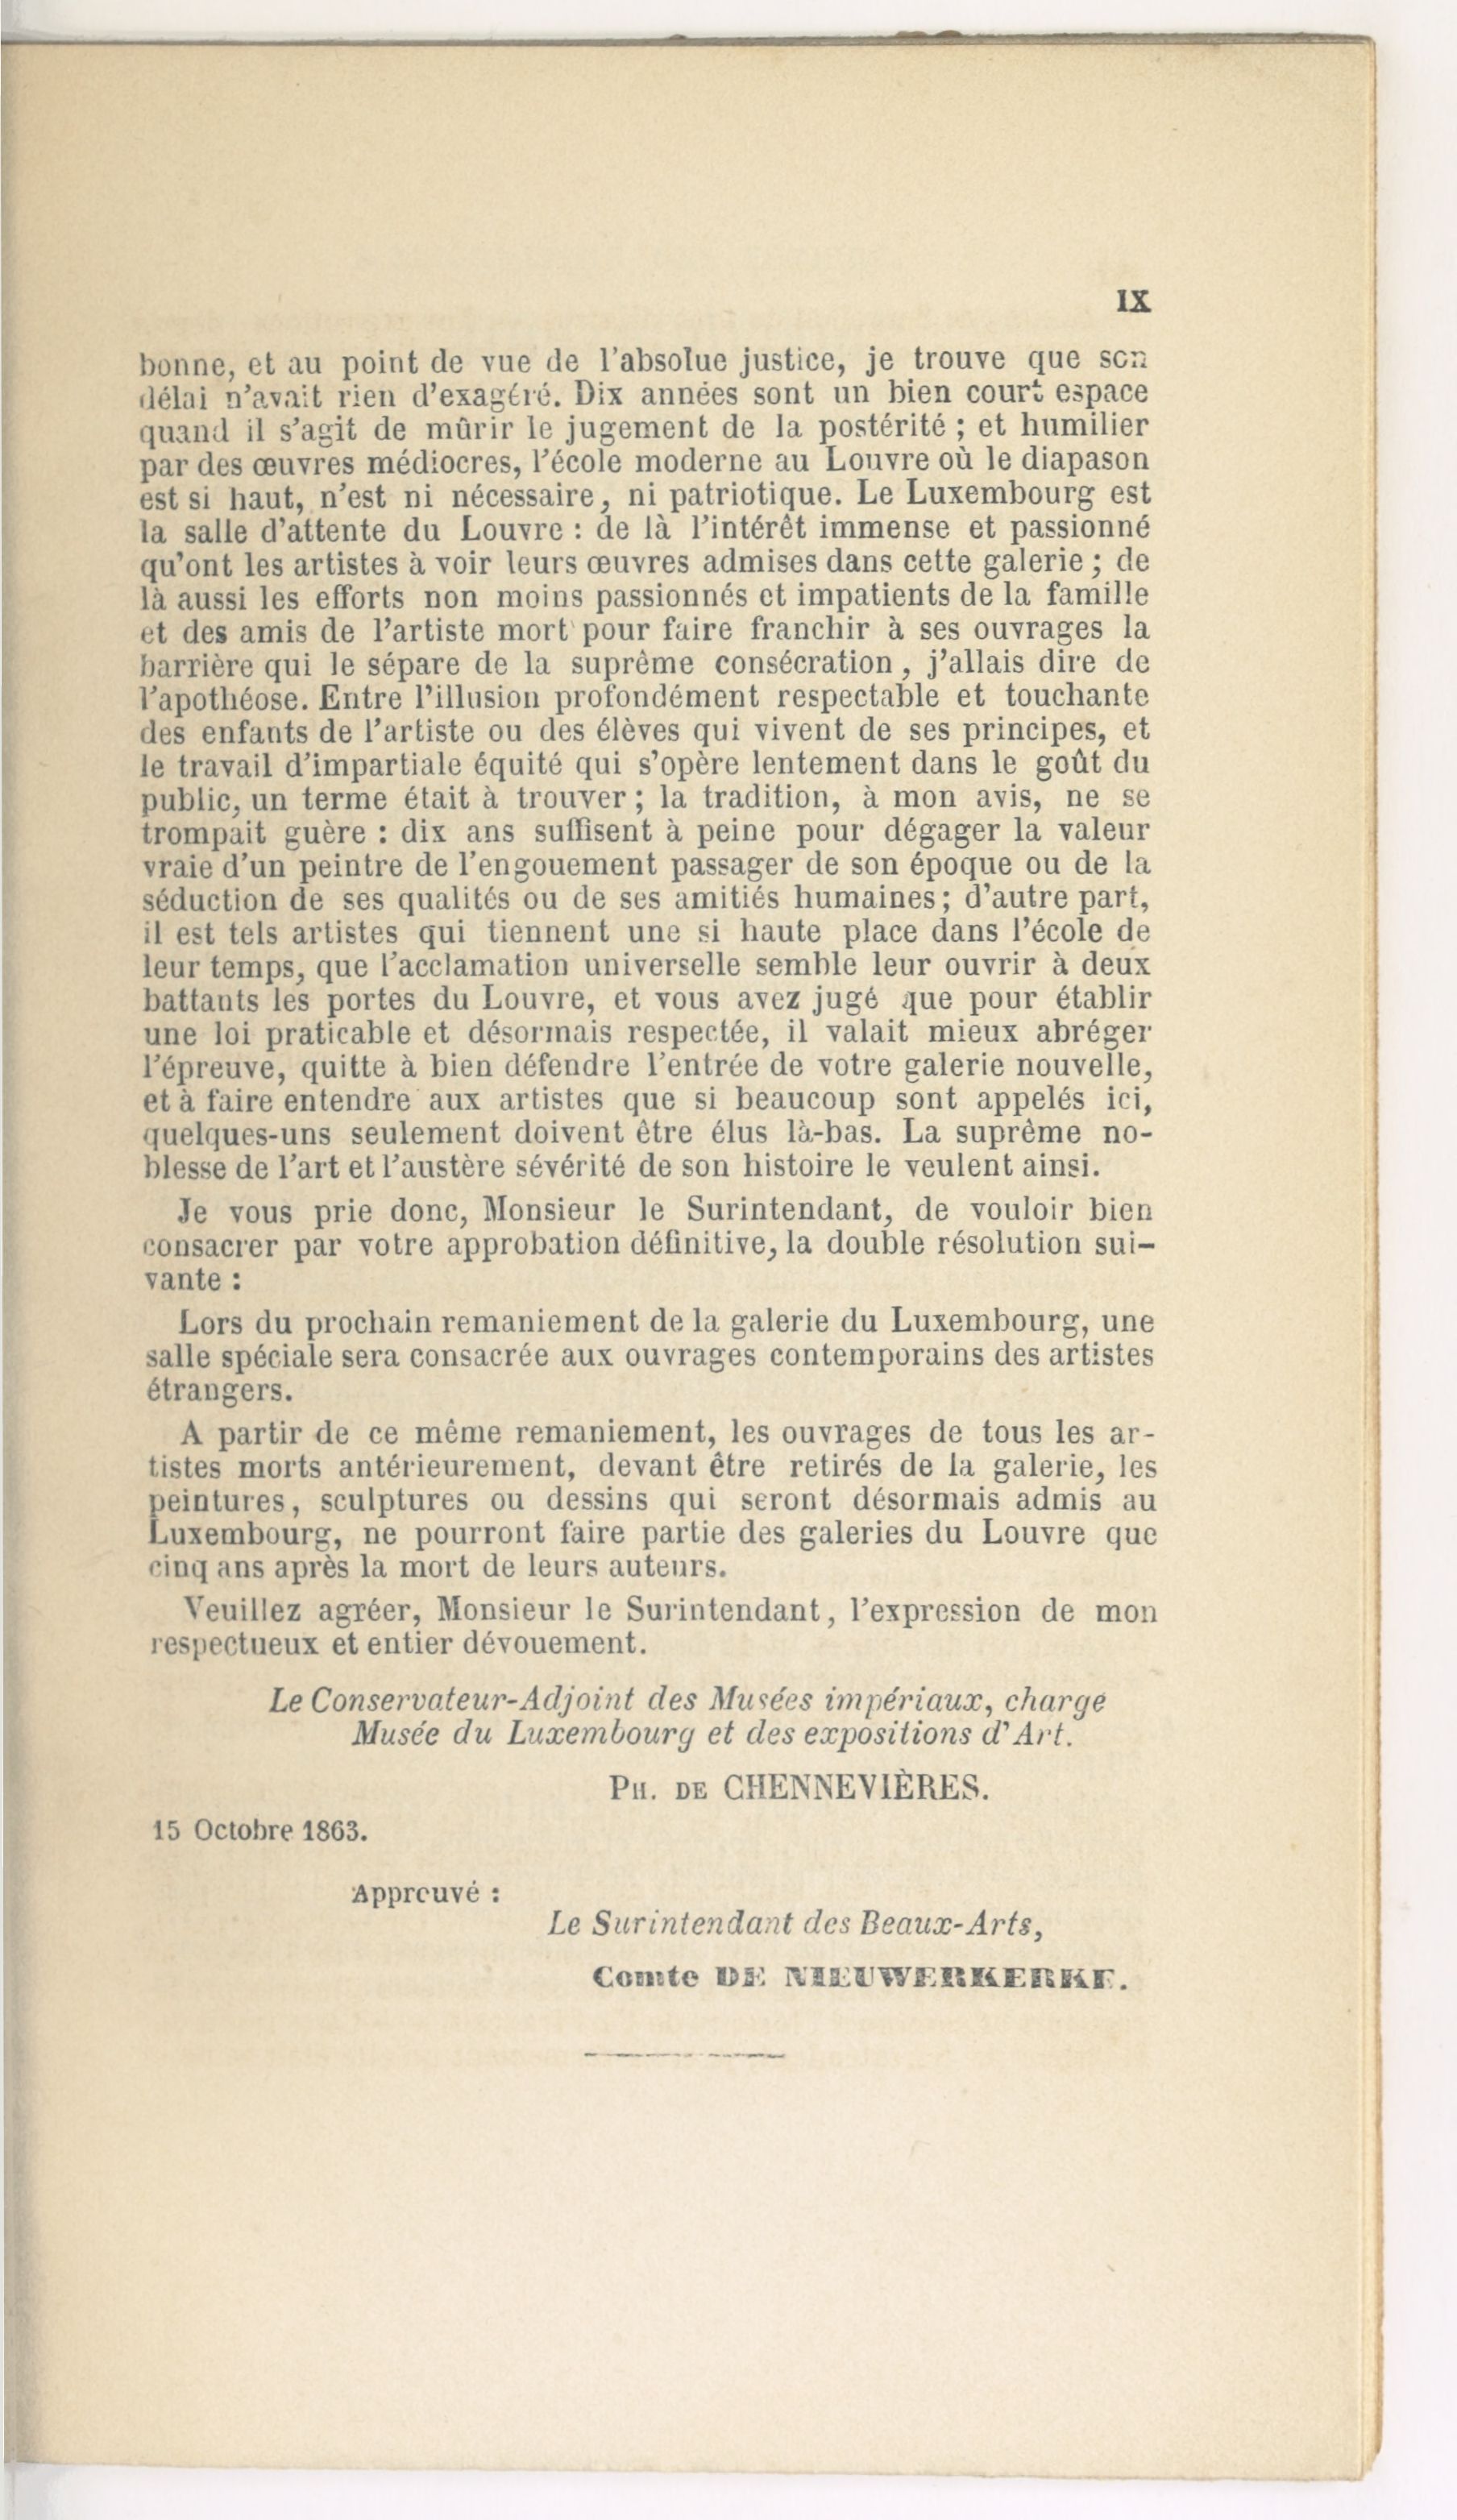 IX
bonne, et au point de vue de l'absolue justice, je trouve que son
délai n'avait rien d'exagéré. Dix années sont un bien court espace
quand il s'agit de mûrir le jugement de la postérité ; et humilier
par des œuvres médiocres, l'école moderne au Louvre où le diapason
est si haut, n'est ni nécessaire, ni patriotique. Le Luxembourg est
la salle d'attente du Louvre : de là l'intérêt immense et passionné
qu'ont les artistes à voir leurs œuvres admises dans cette galerie ; de
là aussi les efforts non moins passionnés et impatients de la famille
et des amis de l'artiste mort pour faire franchir à ses ouvrages la
barrière qui le sépare de la suprême consécration, j'allais dire de
l'apothéose. Entre l'illusion profondément respectable et touchante
des enfants de l'artiste ou des élèves qui vivent de ses principes, et
le travail d'impartiale équité qui s'opère lentement dans le goût du
public, un terme était à trouver ; la tradition, à mon avis, ne se
trompait guère : dix ans suffisent à peine pour dégager la valeur
vraie d'un peintre de l'engouement passager de son époque ou de la
séduction de ses qualités ou de ses amitiés humaines ; d'autre part,
il est tels artistes qui tiennent une si haute place dans l'école de
leur temps, que l'acclamation universelle semble leur ouvrir à deux
battants les portes du Louvre, et vous avez jugé que pour établir
une loi praticable et désormais respectée, il valait mieux abréger
l'épreuve, quitte à bien défendre l'entrée de votre galerie nouvelle,
et à faire entendre aux artistes que si beaucoup sont appelés ici,
quelques-uns seulement doivent être élus là-bas. La suprême no-
blesse de l'art et l'austère sévérité de son histoire le veulent ainsi.
Je vous prie donc, Monsieur le Surintendant, de vouloir bien
consacrer par votre approbation définitive, la double résolution sui-
vante :
Lors du prochain remaniement de la galerie du Luxembourg, une
salle spéciale sera consacrée aux ouvrages contemporains des artistes
étrangers.
A partir de ce même remaniement, les ouvrages de tous les ar-
tistes morts antérieurement, devant être retirés de la galerie, les
peintures, sculptures ou dessins qui seront désormais admis au
Luxembourg, ne pourront faire partie des galeries du Louvre que
cinq ans après la mort de leurs auteurs.
Veuillez agréer, Monsieur le Surintendant, l'expression de mon
respectueux et entier dévouement.
Le Conservateur-Adjoint des Musées impériaux, chargé
Musée du Luxembourg et des expositions d'Art.
PH. DE CHENNEVIÈRES.
15 Octobre 1863.
Approuvé :
Le Surintendant des Beaux-Arts,
Comte DE NIEUWERKERKE.